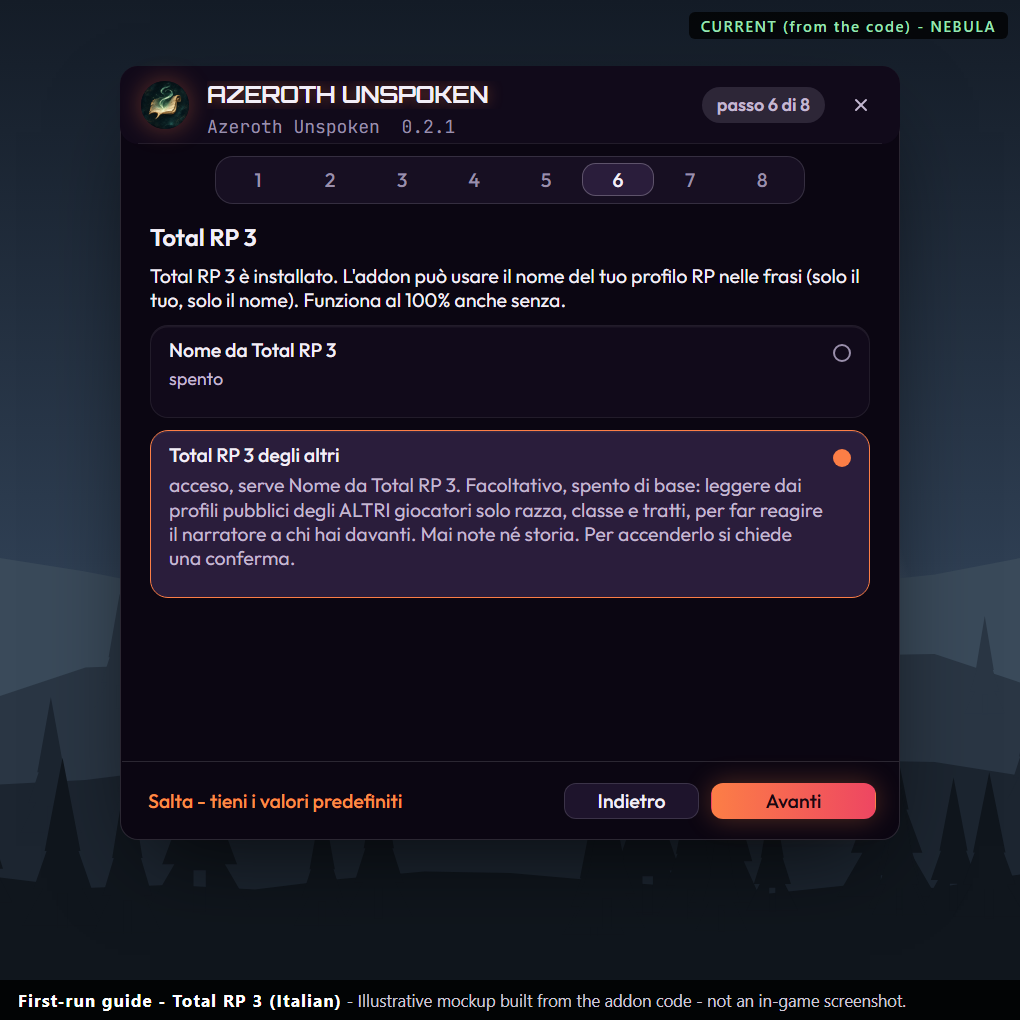 CURRENT (from the code) - NEBULA
AZEROTH UNSPOKEN
Azeroth Unspoken 0.2.1
passo 6 di 8
×
1 2 3 4 5 6 7 8
Total RP 3
Total RP 3 è installato. L'addon può usare il nome del tuo profilo RP nelle frasi (solo il
tuo, solo il nome). Funziona al 100% anche senza.
Nome da Total RP 3
spento
Total RP 3 degli altri
acceso, serve Nome da Total RP 3. Facoltativo, spento di base: leggere dai
profili pubblici degli ALTRI giocatori solo razza, classe e tratti, per far reagire
il narratore a chi hai davanti. Mai note né storia. Per accenderlo si chiede
una conferma.
Salta - tieni i valori predefiniti
Indietro
Avanti
First-run guide - Total RP 3 (Italian) - Illustrative mockup built from the addon code - not an in-game screenshot.